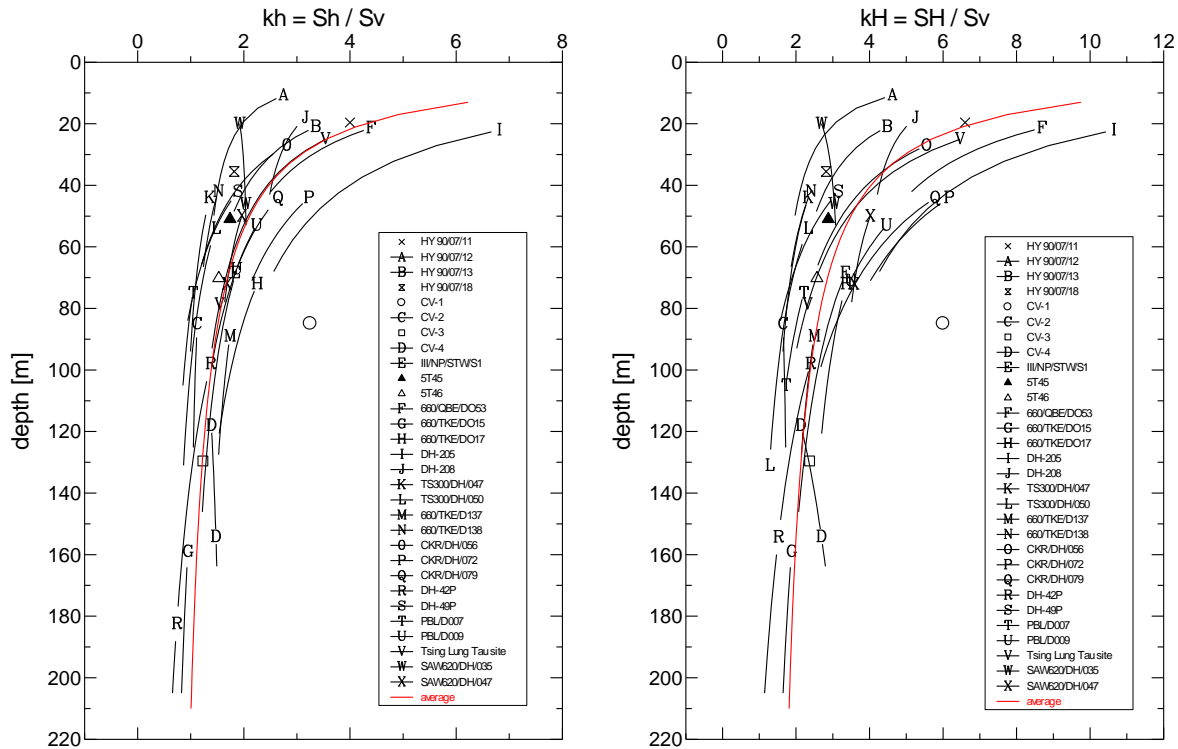 kh = Sh / Sv
0 2 4 6 8
0
20
40
60
80
100
120
140
160
180
200
220
depth [m]
HY 90/07/11
A HY 90/07/12
B HY 90/07/13
HY 90/07/18
CV-1
C CV-2
CV-3
D CV-4
E III/NP/STW/S1
5T45
5T46
F 660/QBE/DO53
G 660/TKE/DO15
H 660/TKE/DO17
I DH-205
J DH-208
K TS300/DH/047
L TS300/DH/050
M 660/TKE/D137
N 660/TKE/D138
O CKR/DH/056
P CKR/DH/072
Q CKR/DH/079
R DH-42P
S DH-49P
T PBL/D007
U PBL/D009
V Tsing Lung Tau site
W SAW620/DH/035
X SAW620/DH/047
average
kH = SH / Sv
0 2 4 6 8 10 12
0
20
40
60
80
100
120
140
160
180
200
220
depth [m]
HY 90/07/11
A HY 90/07/12
B HY 90/07/13
HY 90/07/18
CV-1
C CV-2
CV-3
D CV-4
E III/NP/STW/S1
5T45
5T46
F 660/QBE/DO53
G 660/TKE/DO15
H 660/TKE/DO17
I DH-205
J DH-208
K TS300/DH/047
L TS300/DH/050
M 660/TKE/D137
N 660/TKE/D138
O CKR/DH/056
P CKR/DH/072
Q CKR/DH/079
R DH-42P
S DH-49P
T PBL/D007
U PBL/D009
V Tsing Lung Tau site
W SAW620/DH/035
X SAW620/DH/047
average